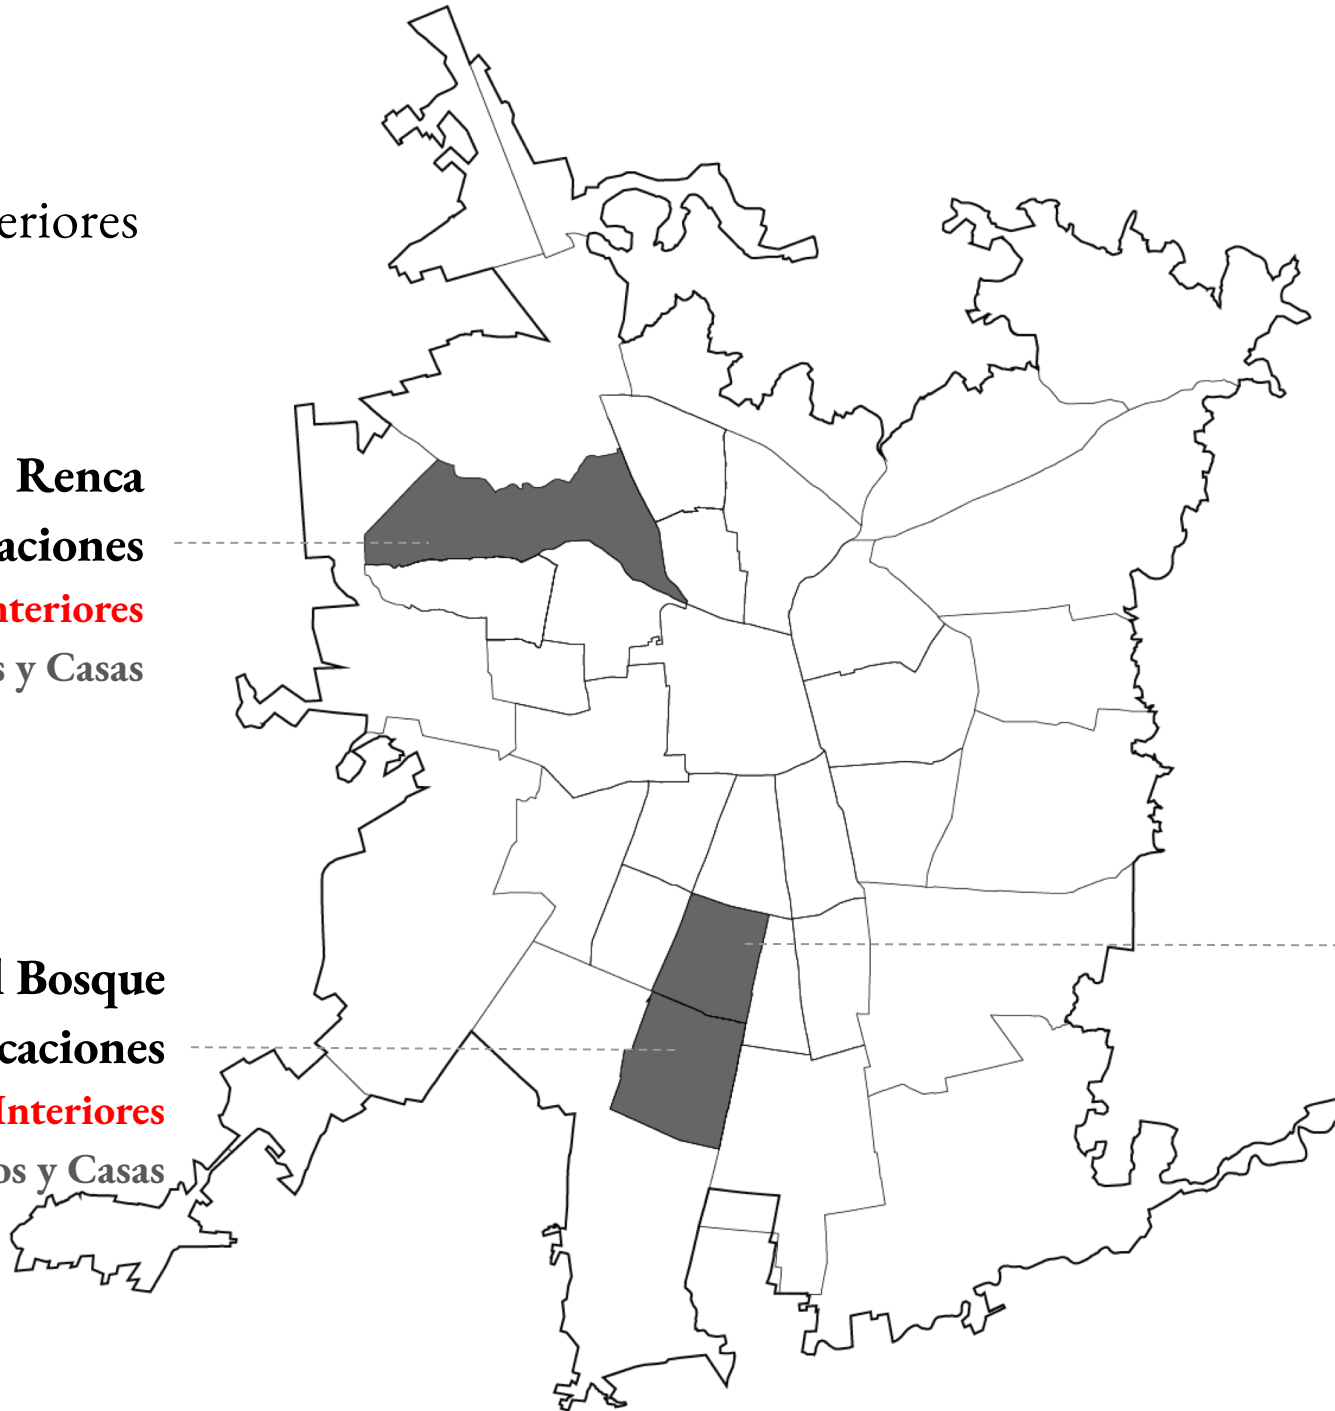 eriores
Renca
aciones
nteriores
s y Casas
l Bosque
caciones
Interiores
os y Casas